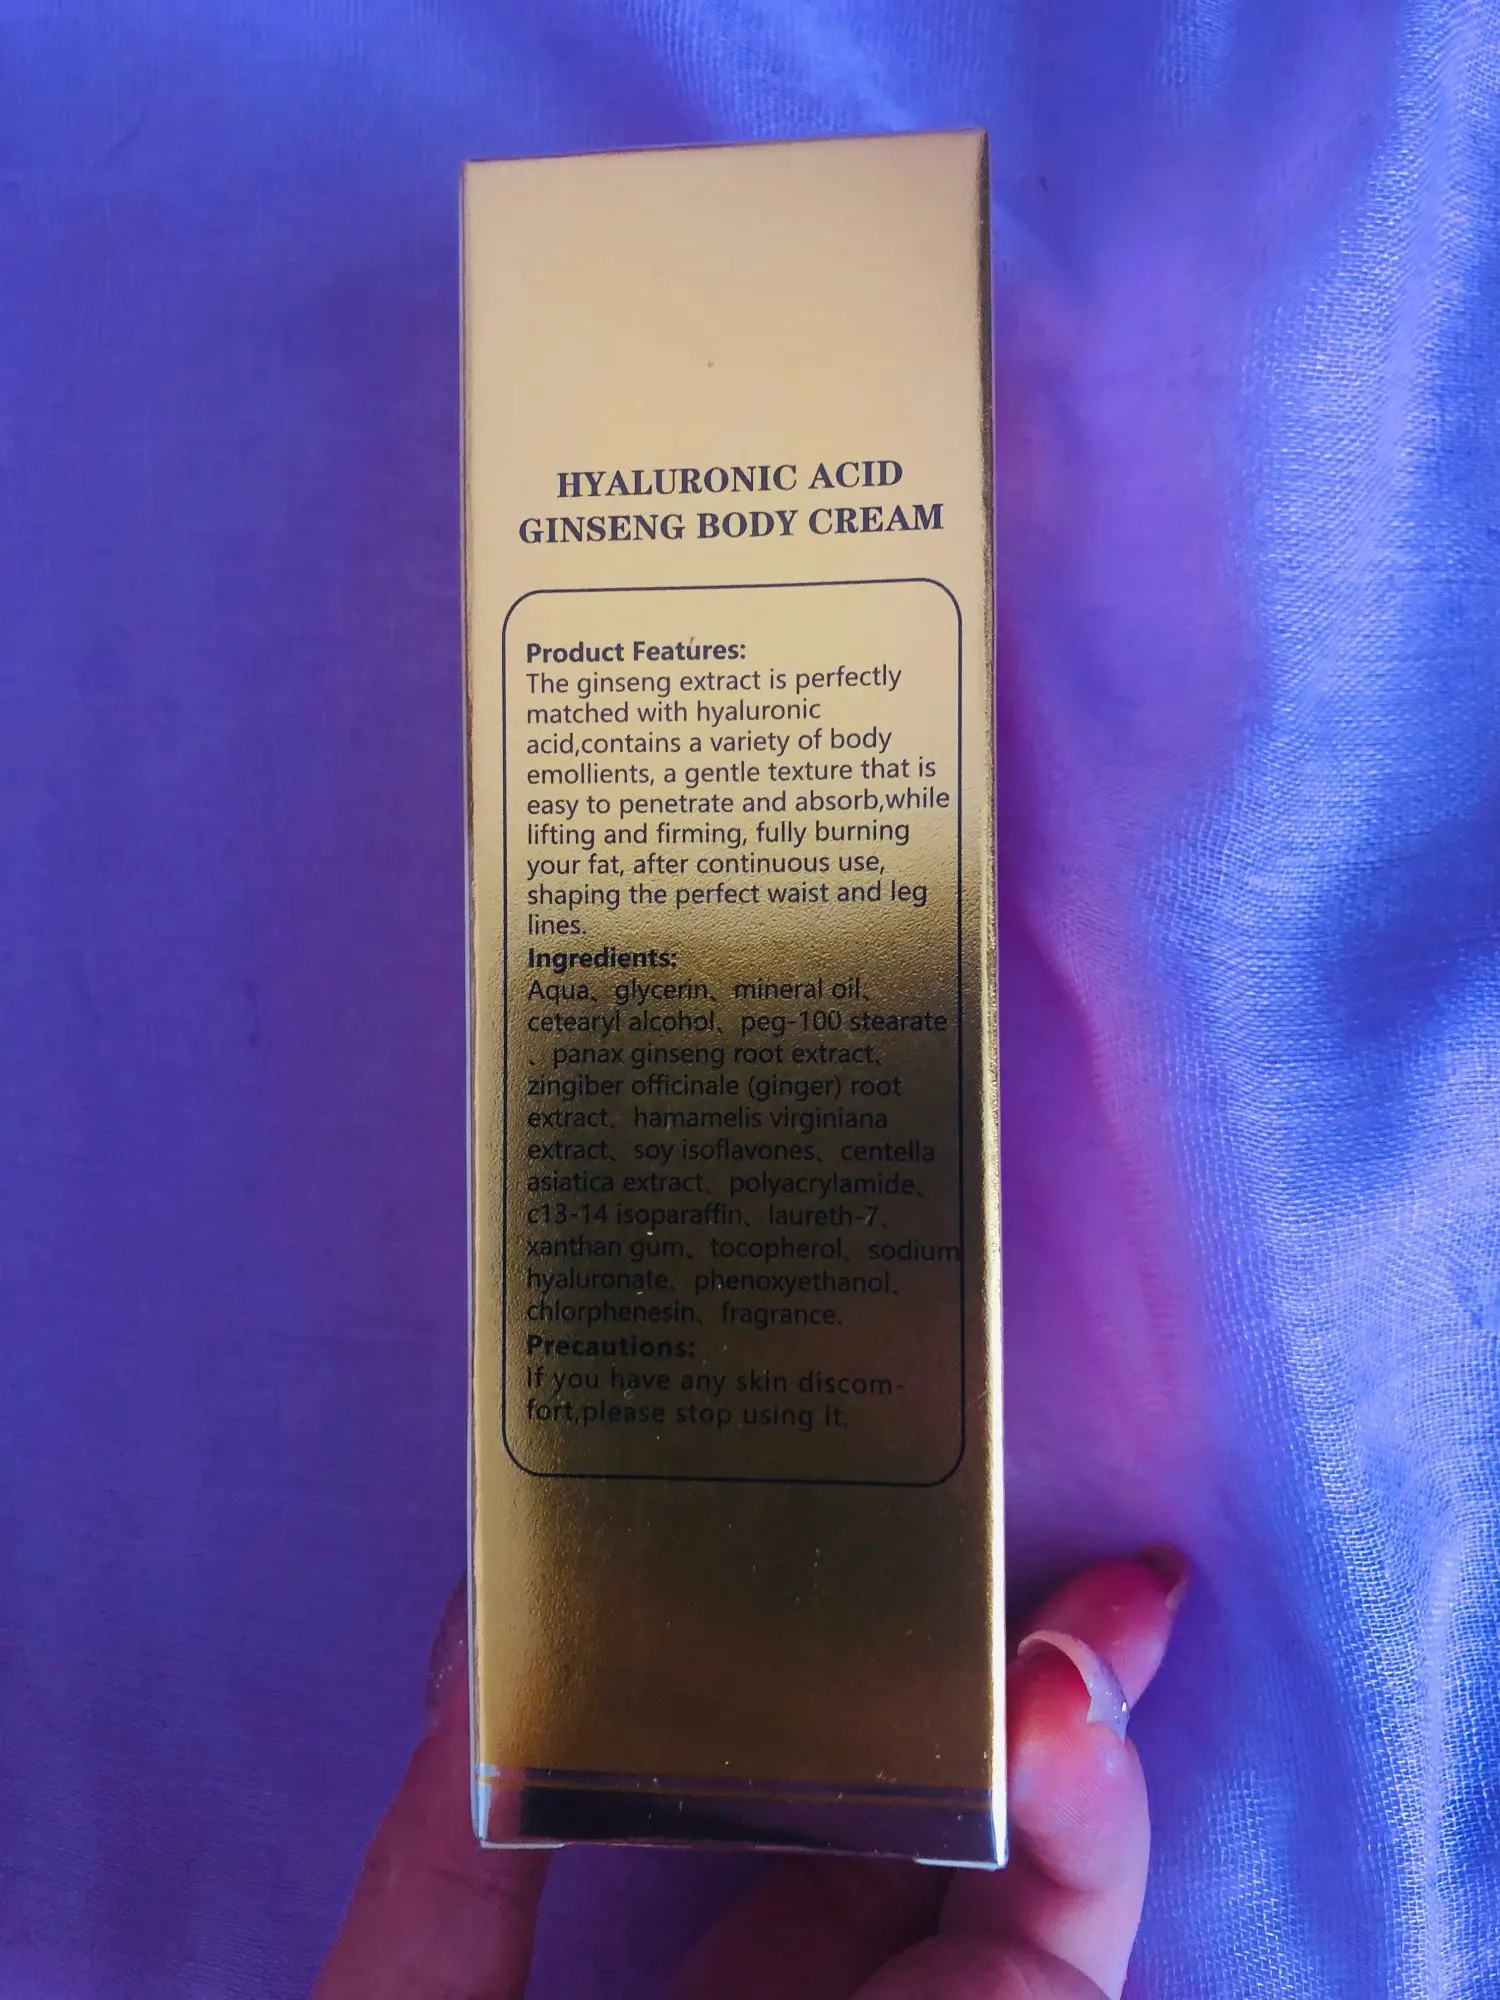 HYALURONIC ACID
GINSENG BODY CREAM
Product Features:
The ginseng extract is perfectly
matched with hyaluronic
acid,contains a variety of body
emollients, a gentle texture that is
easy to penetrate and absorb,while
lifting and firming, fully burning
your fat, after continuous use,
shaping the perfect waist and leg
lines.
Ingredients:
Aqua、glycerin、mineral oil、
cetearyl alcohol、peg-100 stearate
、panax ginseng root extract、
zingiber officinale (ginger) root
extract、hamamelis virginiana
extract、soy isoflavones、centella
asiatica extract、polyacrylamide、
c13-14 isoparaffin、laureth-7、
xanthan gum、tocopherol、sodium
hyaluronate、phenoxyethanol、
chlorphenesin、fragrance.
Precautions:
If you have any skin discom-
fort,please stop using it.